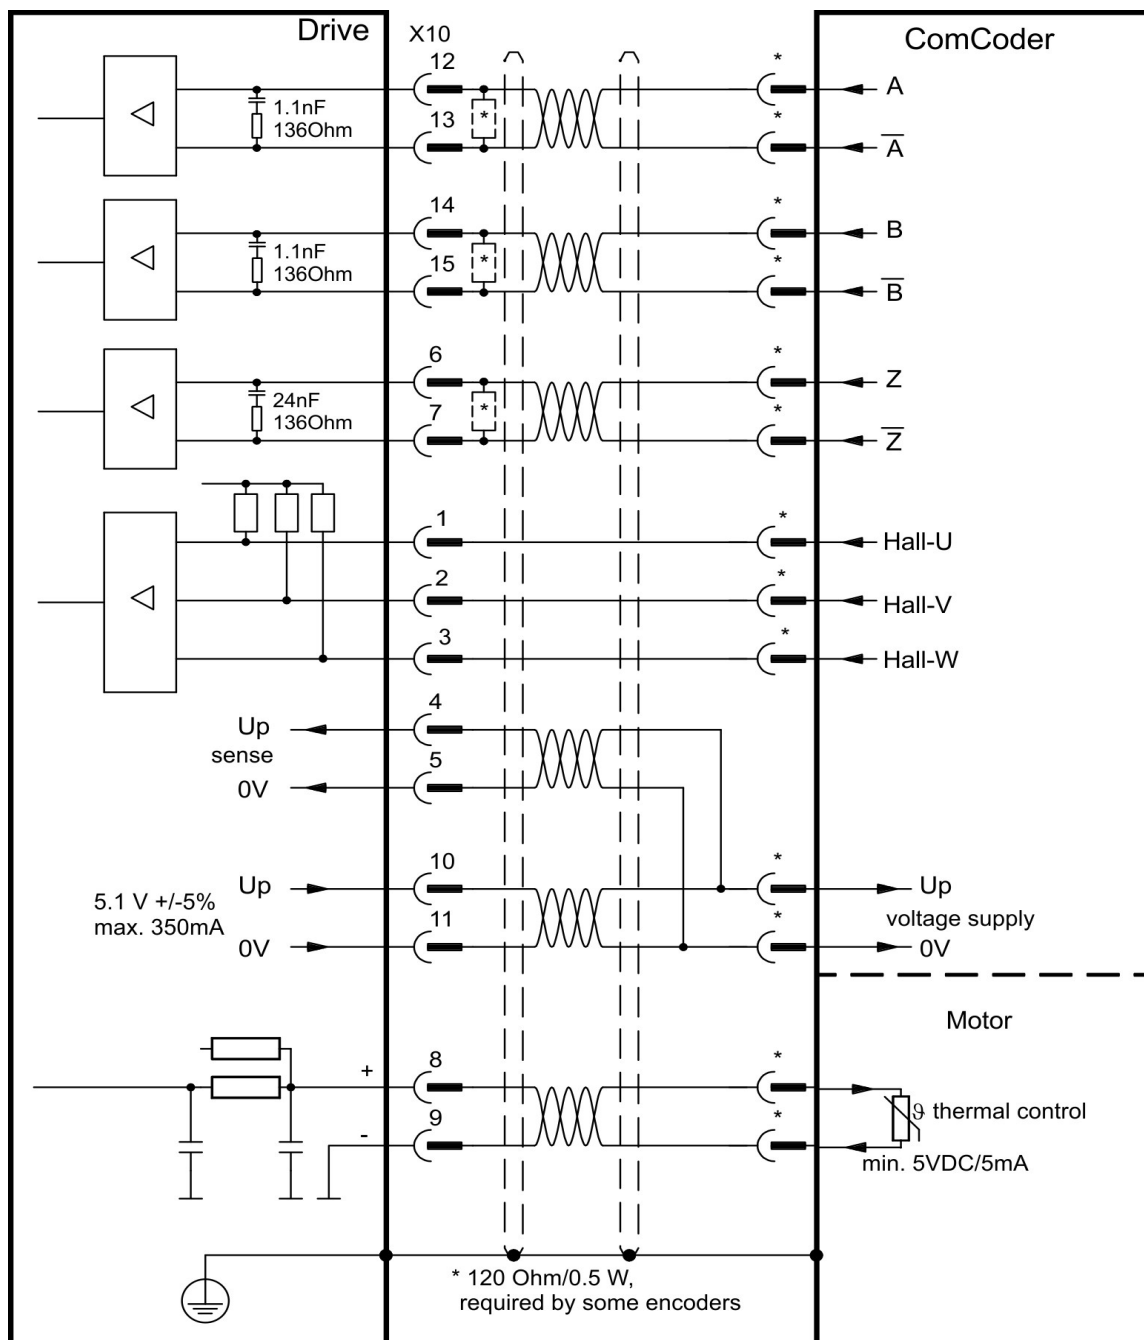 Drive
X10
ComCoder
12
*
A
1.1nF
136Ohm
*
13
*
A̅
14
*
B
1.1nF
136Ohm
*
15
*
B̅
6
*
Z
24nF
136Ohm
*
7
*
Z̅
1
*
Hall-U
2
*
Hall-V
3
*
Hall-W
4
Up
sense
5
0V
10
*
Up
Up
5.1 V +/-5%
max. 350mA
voltage supply
11
*
0V
0V
Motor
8
*
+
9
*
-
ϑ thermal control
min. 5VDC/5mA
* 120 Ohm/0.5 W,
required by some encoders